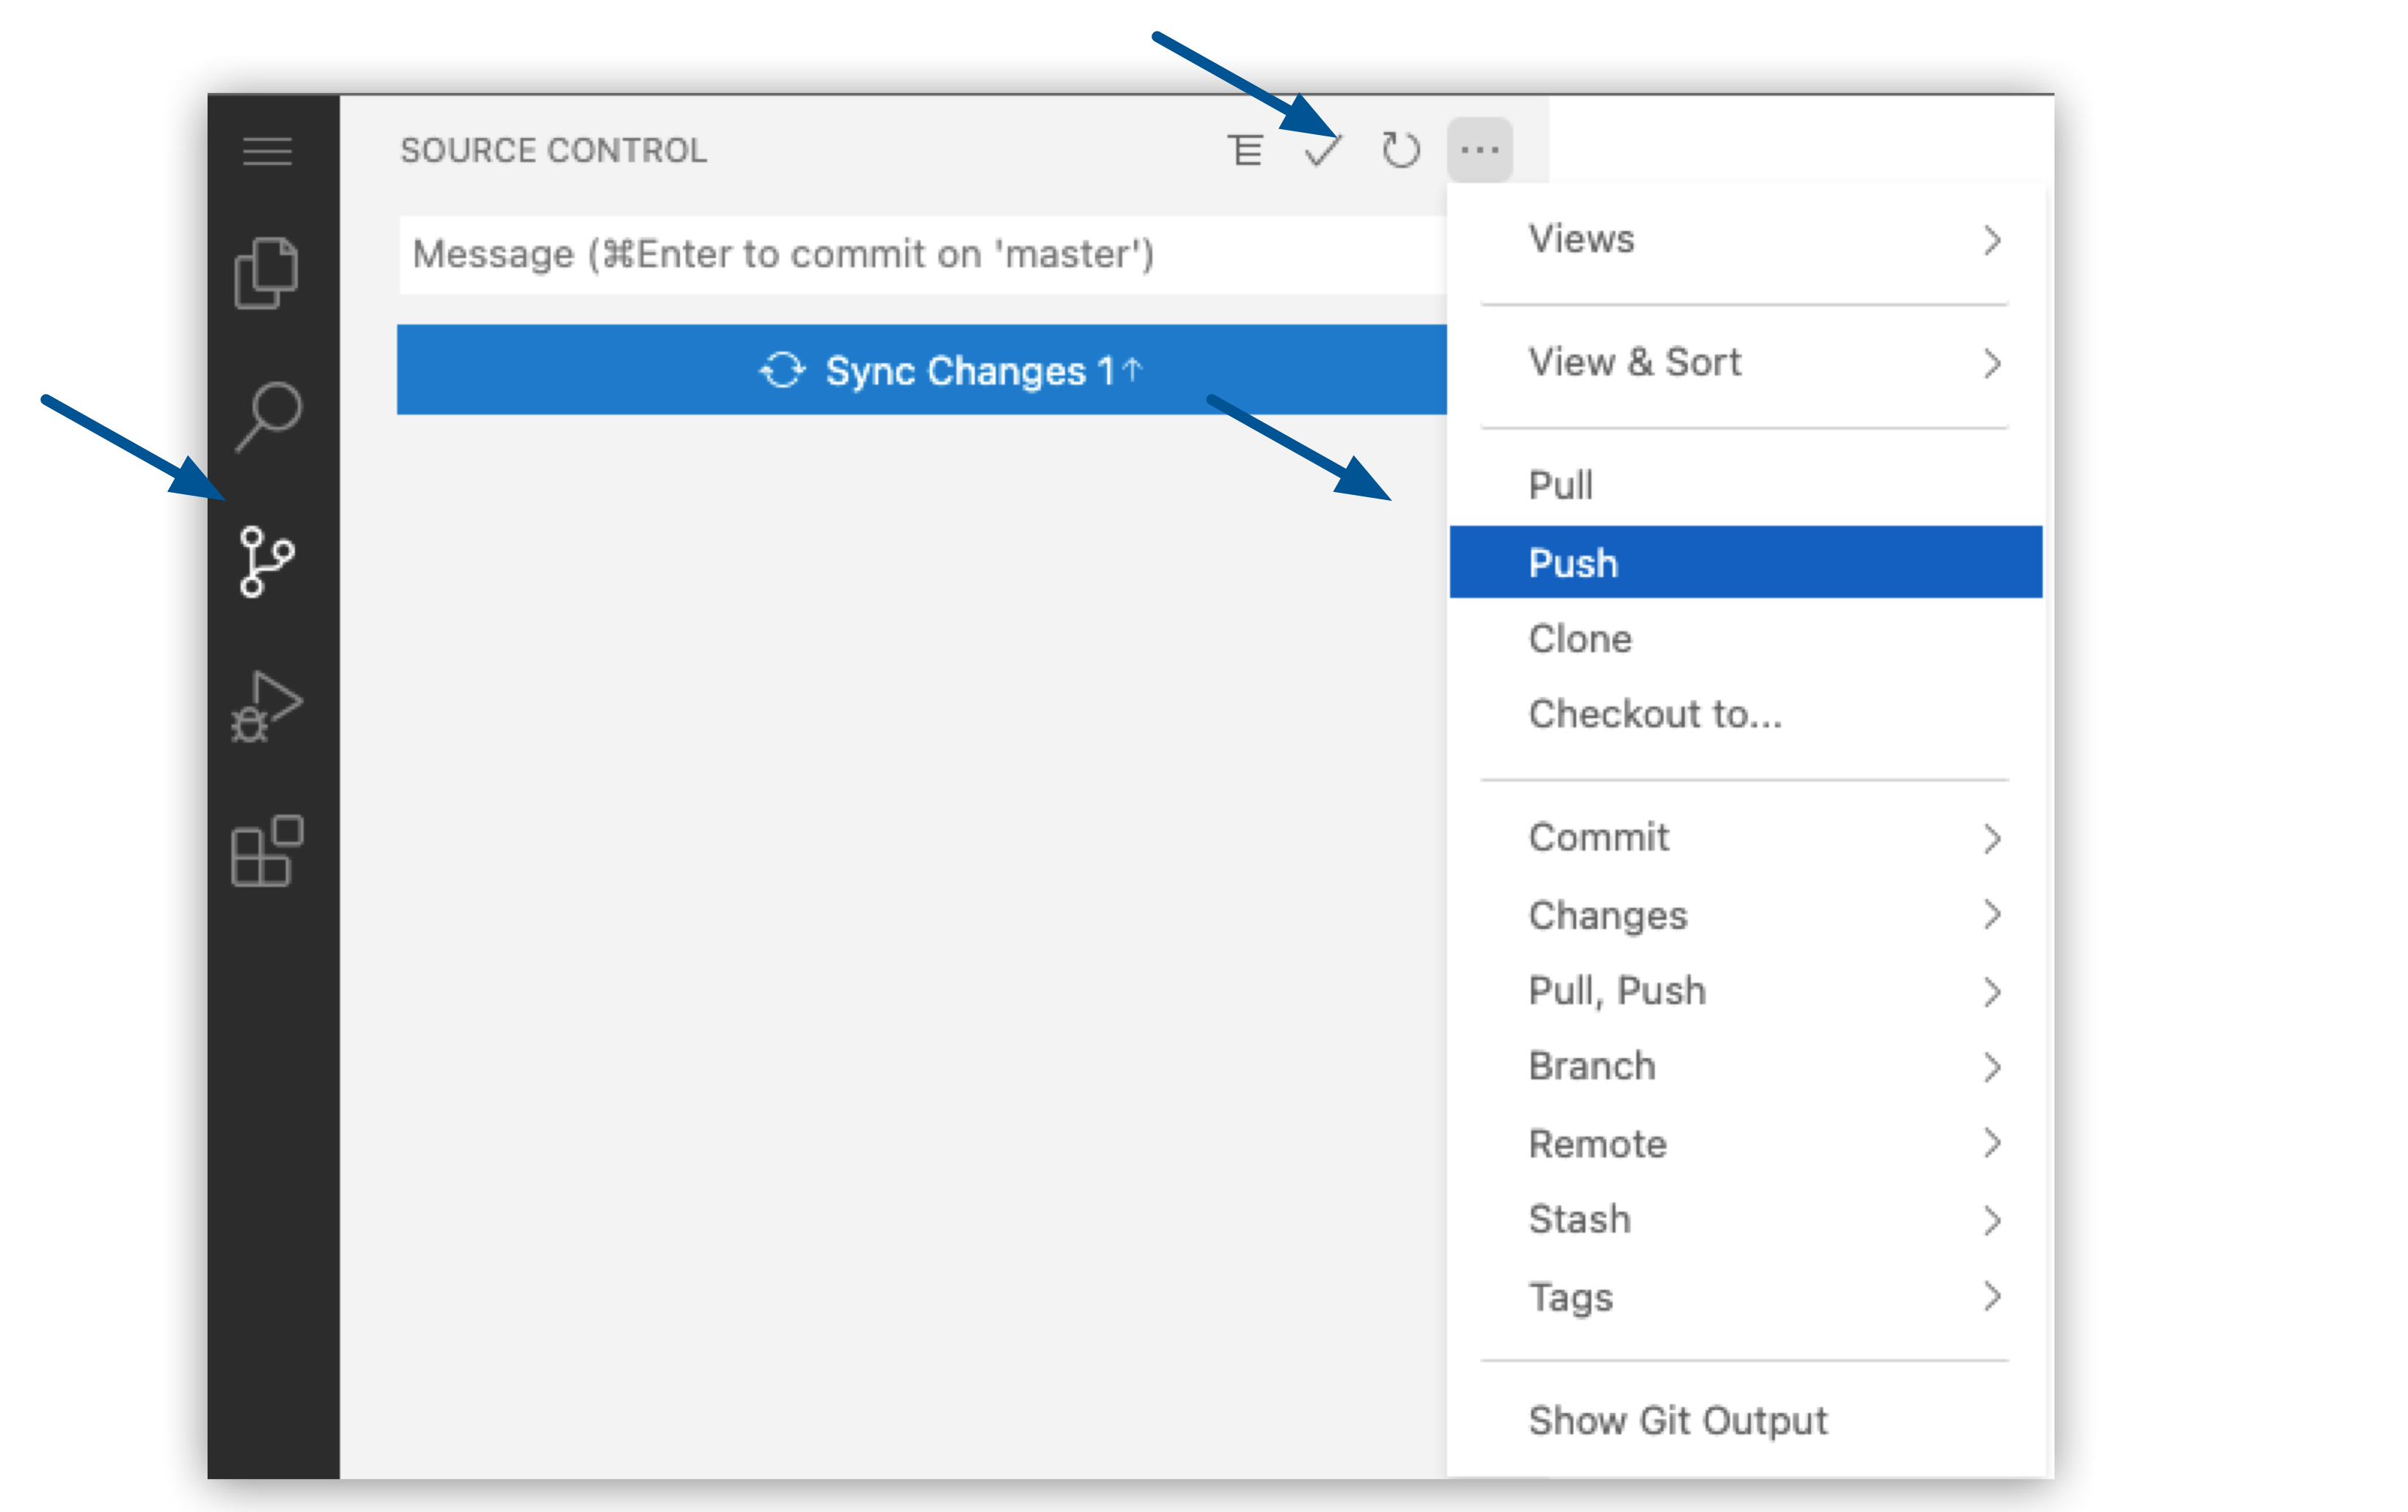 SOURCE CONTROL
Message (⌘Enter to commit on 'master')
Sync Changes 1↑
Views
View & Sort
Pull
Push
Clone
Checkout to...
Commit
Changes
Pull, Push
Branch
Remote
Stash
Tags
Show Git Output